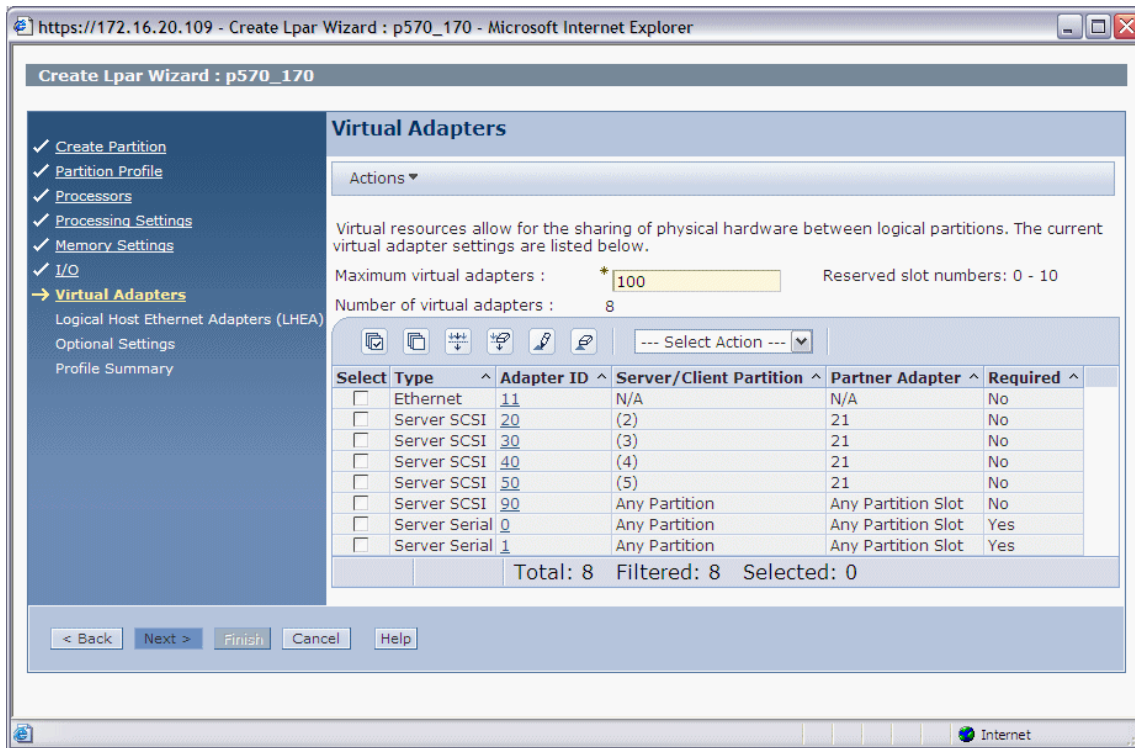 https://172.16.20.109 - Create Lpar Wizard : p570_170 - Microsoft Internet Explorer
Create Lpar Wizard : p570_170
Create Partition
Partition Profile
Processors
Processing Settings
Memory Settings
I/O
Virtual Adapters
Logical Host Ethernet Adapters (LHEA)
Optional Settings
Profile Summary
Virtual Adapters
Actions
Virtual resources allow for the sharing of physical hardware between logical partitions. The current
virtual adapter settings are listed below.
Maximum virtual adapters : * 100 Reserved slot numbers: 0 - 10
Number of virtual adapters : 8
--- Select Action ---
Select Type ^ Adapter ID ^ Server/Client Partition ^ Partner Adapter ^ Required ^
Ethernet 11 N/A N/A No
Server SCSI 20 (2) 21 No
Server SCSI 30 (3) 21 No
Server SCSI 40 (4) 21 No
Server SCSI 50 (5) 21 No
Server SCSI 90 Any Partition Any Partition Slot No
Server Serial 0 Any Partition Any Partition Slot Yes
Server Serial 1 Any Partition Any Partition Slot Yes
Total: 8 Filtered: 8 Selected: 0
< Back Next > Finish Cancel Help
Internet